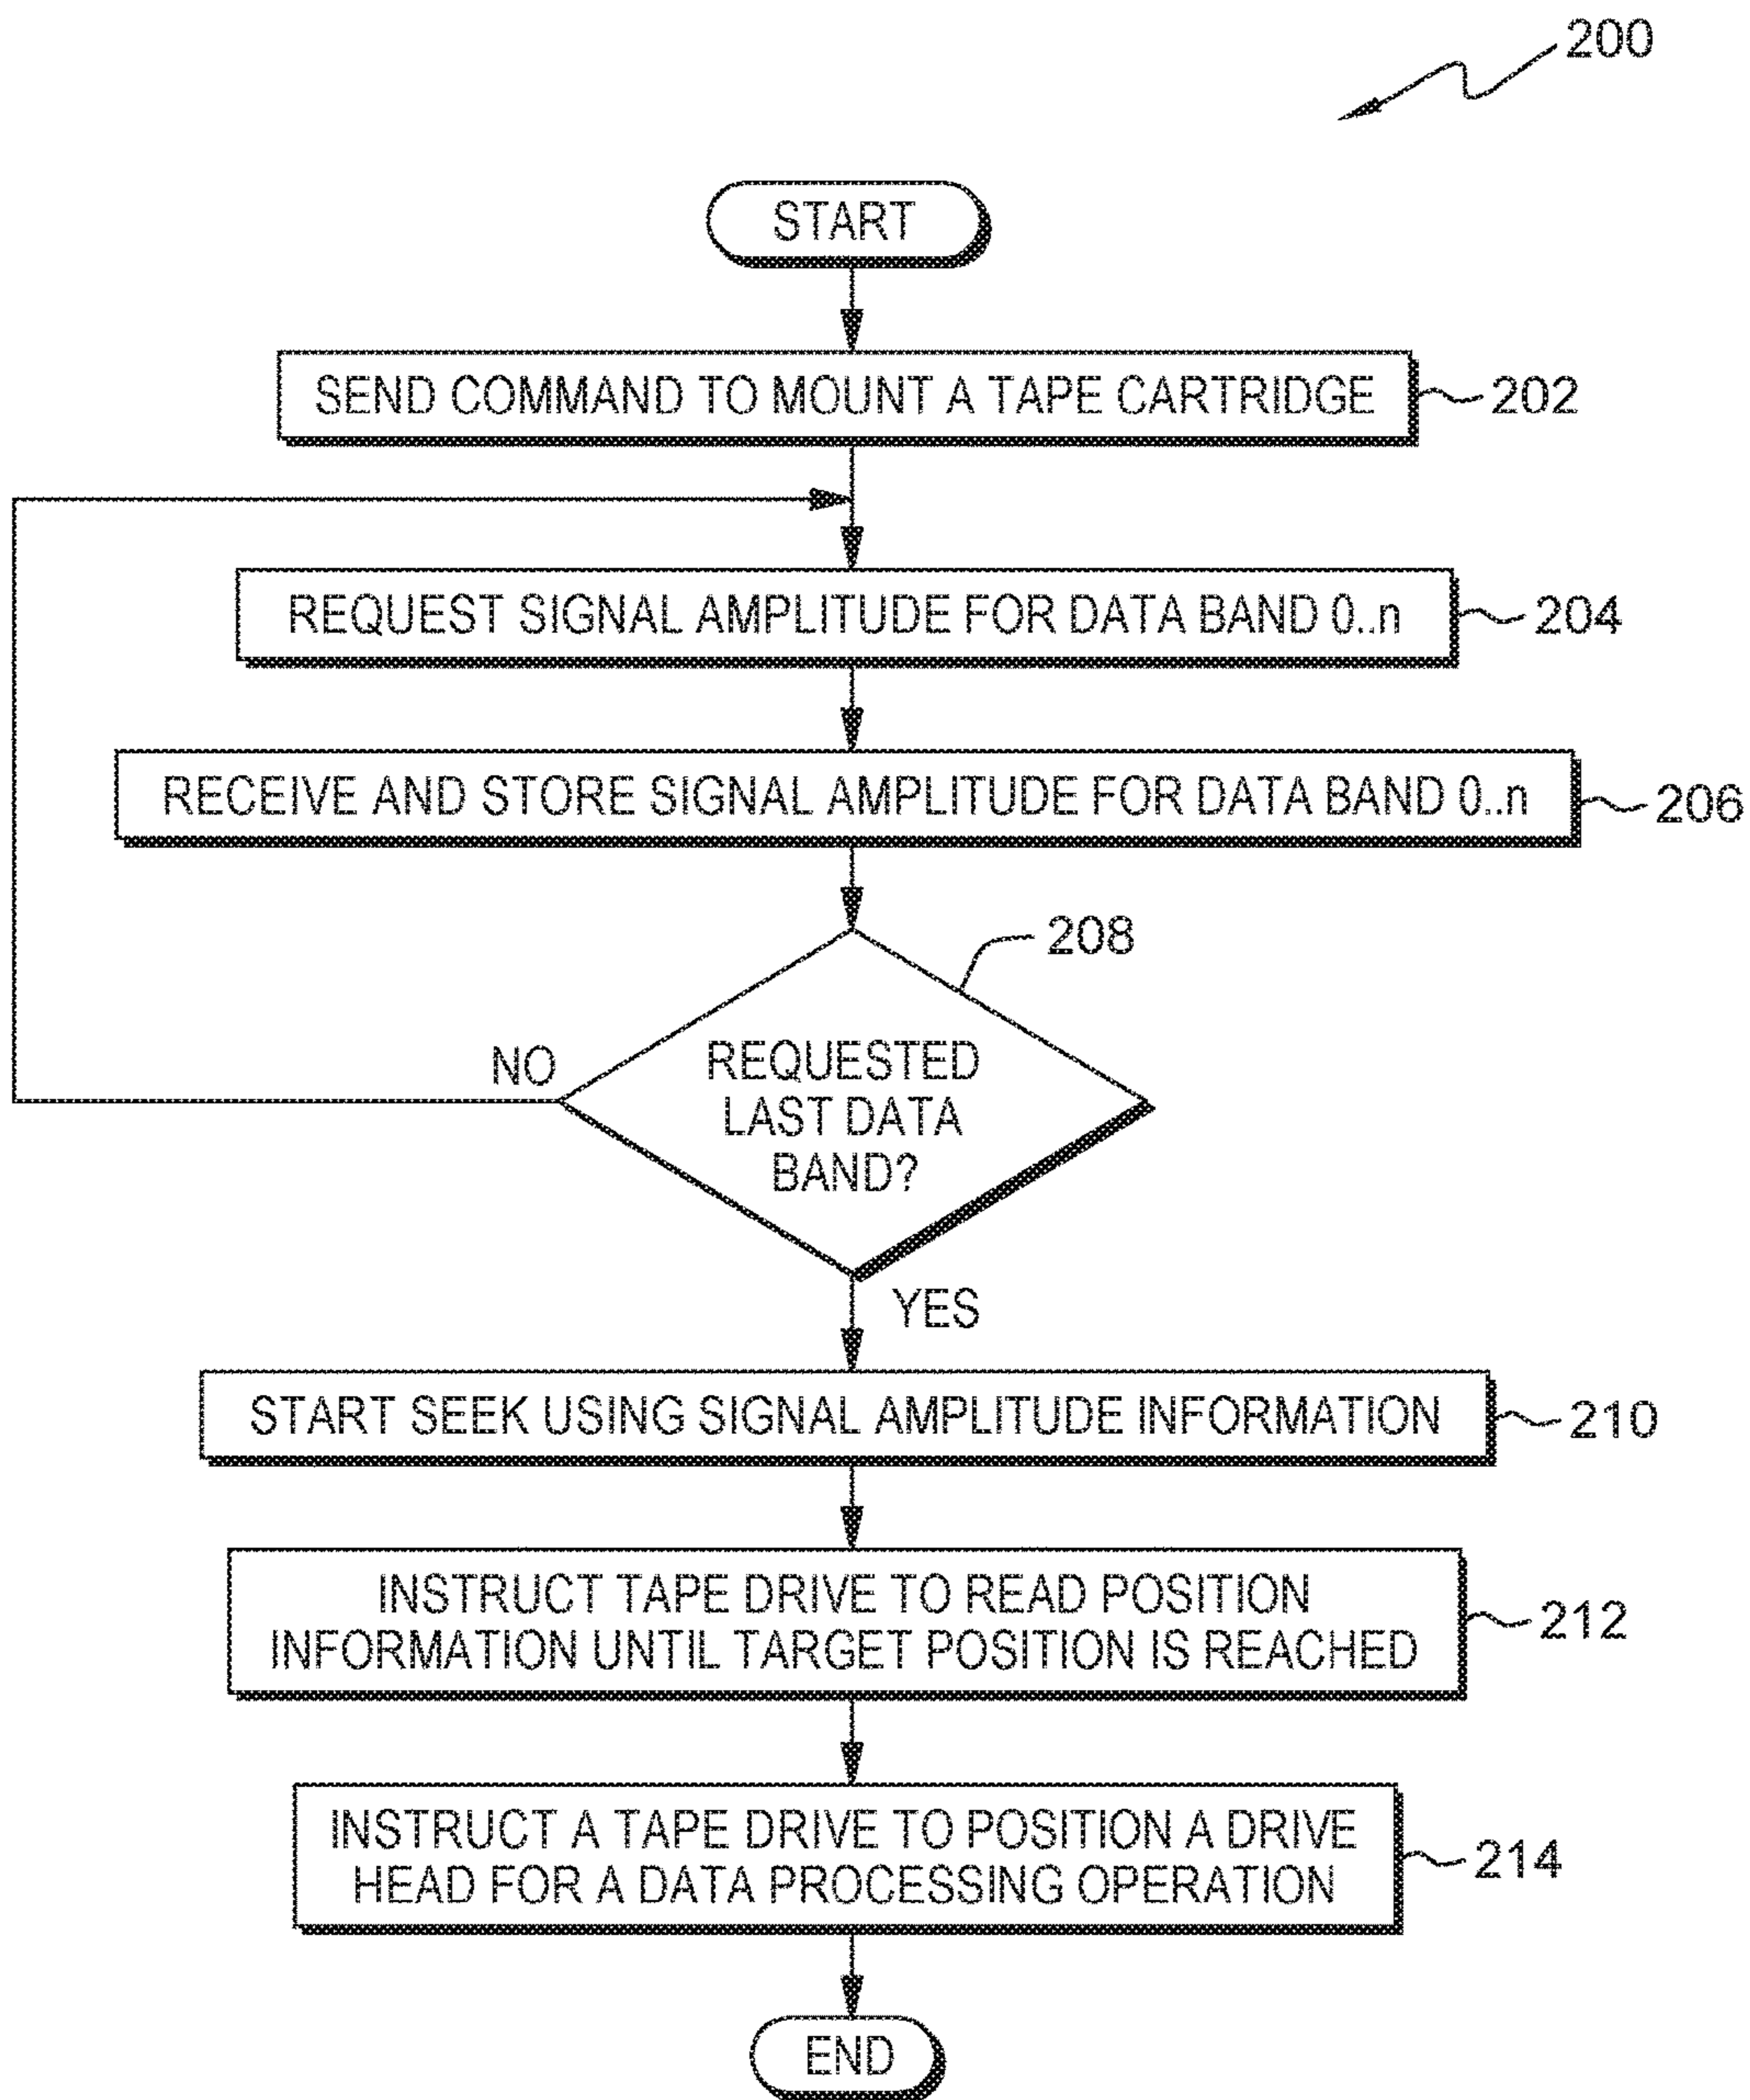 200
START
SEND COMMAND TO MOUNT A TAPE CARTRIDGE
202
REQUEST SIGNAL AMPLITUDE FOR DATA BAND 0..n
204
RECEIVE AND STORE SIGNAL AMPLITUDE FOR DATA BAND 0..n
206
208
NO
REQUESTED
LAST DATA
BAND?
YES
START SEEK USING SIGNAL AMPLITUDE INFORMATION
210
INSTRUCT TAPE DRIVE TO READ POSITION
INFORMATION UNTIL TARGET POSITION IS REACHED
212
INSTRUCT A TAPE DRIVE TO POSITION A DRIVE
HEAD FOR A DATA PROCESSING OPERATION
214
END